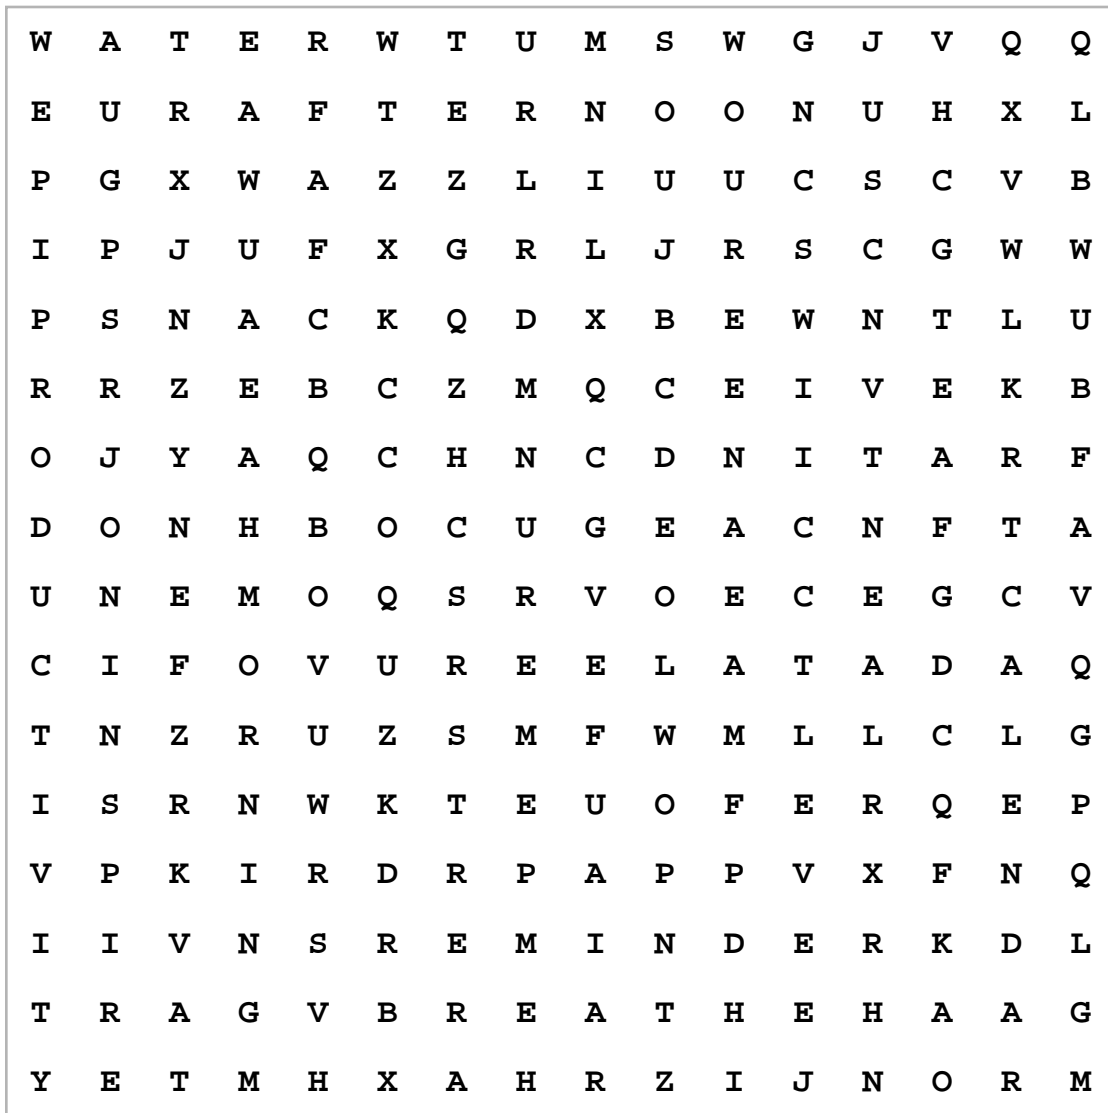 W A T E R W T U M S W G J V Q Q
E U R A F T E R N O O N U H X L
P G X W A Z Z L I U U C S C V B
I P J U F X G R L J R S C G W W
P S N A C K Q D X B E W N T L U
R R Z E B C Z M Q C E I V E K B
O J Y A Q C H N C D N I T A R F
D O N H B O C U G E A C N F T A
U N E M O Q S R V O E C E G C V
C I F O V U R E E L A T A D A Q
T N Z R U Z S M F W M L L C L G
I S R N W K T E U O F E R Q E P
V P K I R D R P A P P V X F N Q
I I V N S R E M I N D E R K D L
T R A G V B R E A T H E H A A G
Y E T M H X A H R Z I J N O R M